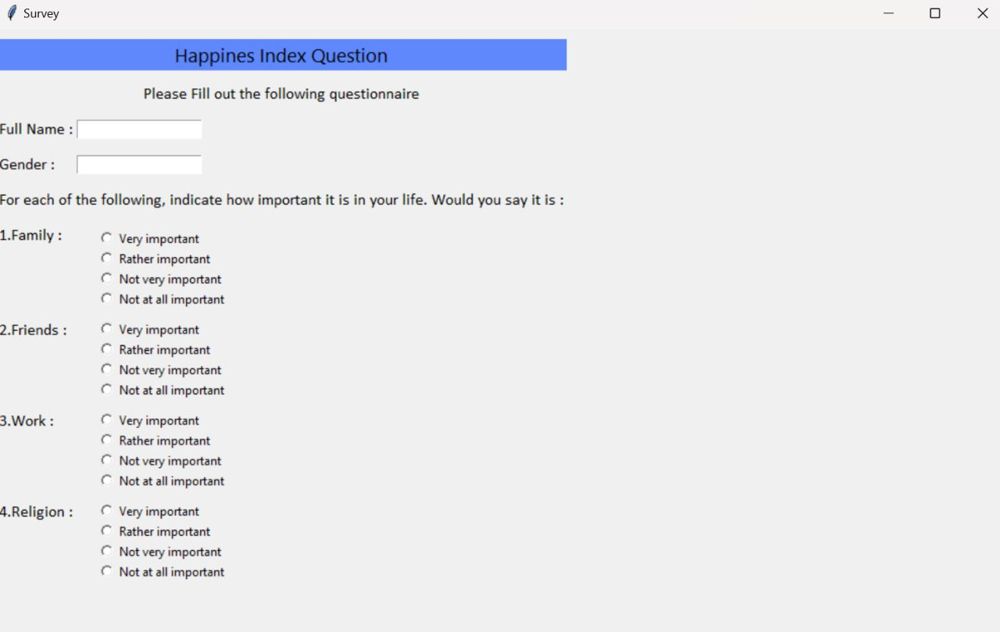 Survey
Happines Index Question
Please Fill out the following questionnaire
Full Name :
Gender :
For each of the following, indicate how important it is in your life. Would you say it is :
1.Family :
Very important
Rather important
Not very important
Not at all important
2.Friends :
Very important
Rather important
Not very important
Not at all important
3.Work :
Very important
Rather important
Not very important
Not at all important
4.Religion :
Very important
Rather important
Not very important
Not at all important